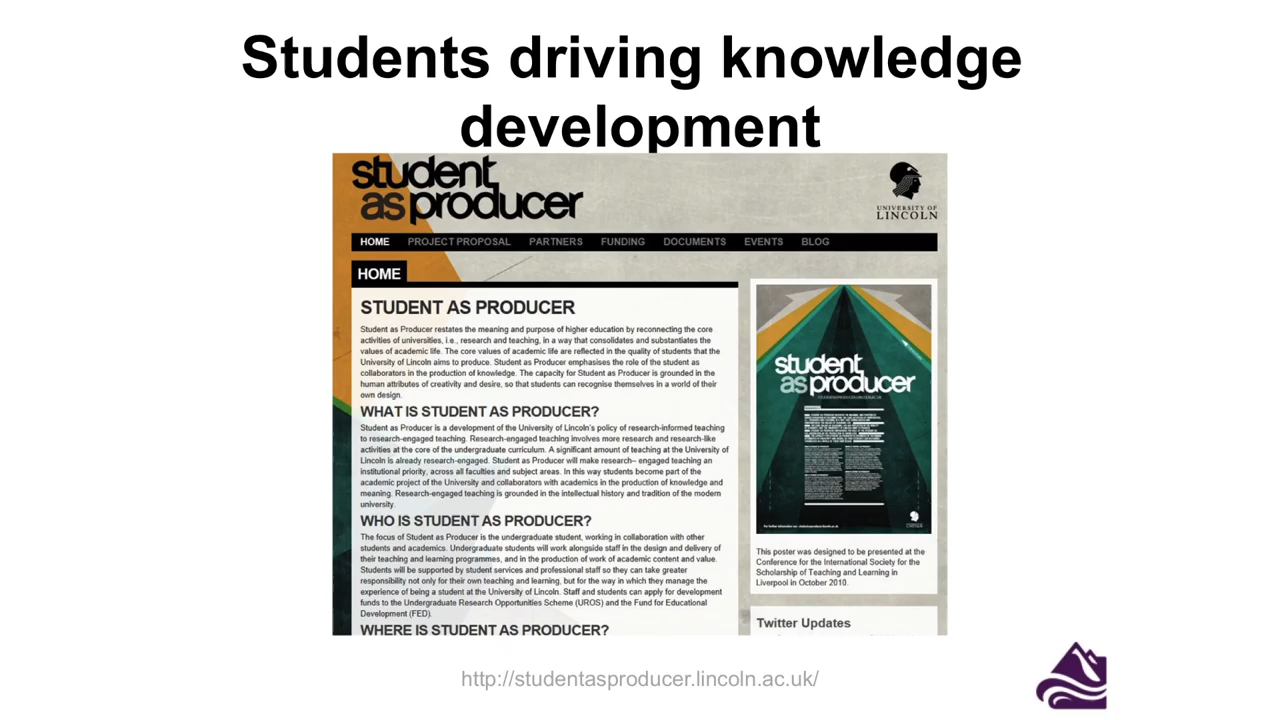 Students driving knowledge
development
student
as producer
UNIVERSITY OF
LINCOLN
HOME PROJECT PROPOSAL PARTNERS FUNDING DOCUMENTS EVENTS BLOG
HOME
STUDENT AS PRODUCER
Student as Producer restates the meaning and purpose of higher education by reconnecting the core
activities of universities, i.e., research and teaching, in a way that consolidates and substantiates the
values of academic life. The core values of academic life are reflected in the quality of students that the
University of Lincoln aims to produce. Student as Producer emphasises the role of the student as
collaborators in the production of knowledge. The capacity for Student as Producer is grounded in the
human attributes of creativity and desire, so that students can recognise themselves in a world of their
own design.
WHAT IS STUDENT AS PRODUCER?
Student as Producer is a development of the University of Lincoln's policy of research-informed teaching
to research-engaged teaching. Research-engaged teaching involves more research and research-like
activities at the core of the undergraduate curriculum. A significant amount of teaching at the University of
Lincoln is already research-engaged. Student as Producer will make research– engaged teaching an
institutional priority, across all faculties and subject areas. In this way students become part of the
academic project of the University and collaborators with academics in the production of knowledge and
meaning. Research-engaged teaching is grounded in the intellectual history and tradition of the modern
university.
WHO IS STUDENT AS PRODUCER?
The focus of Student as Producer is the undergraduate student, working in collaboration with other
students and academics. Undergraduate students will work alongside staff in the design and delivery of
their teaching and learning programmes, and in the production of work of academic content and value.
Students will be supported by student services and professional staff so they can take greater
responsibility not only for their own teaching and learning, but for the way in which they manage the
experience of being a student at the University of Lincoln. Staff and students can apply for development
funds to the Undergraduate Research Opportunities Scheme (UROS) and the Fund for Educational
Development (FED).
WHERE IS STUDENT AS PRODUCER?
student
as producer
This poster was designed to be presented at the
Conference for the International Society for the
Scholarship of Teaching and Learning in
Liverpool in October 2010.
Twitter Updates
http://studentasproducer.lincoln.ac.uk/